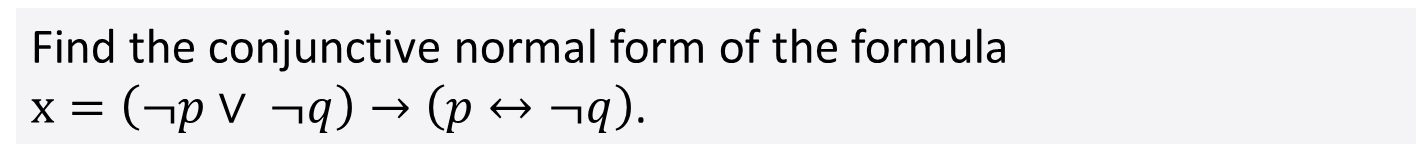 Find the conjunctive normal form of the formula
x = (¬p ∨ ¬q) → (p ↔ ¬q).